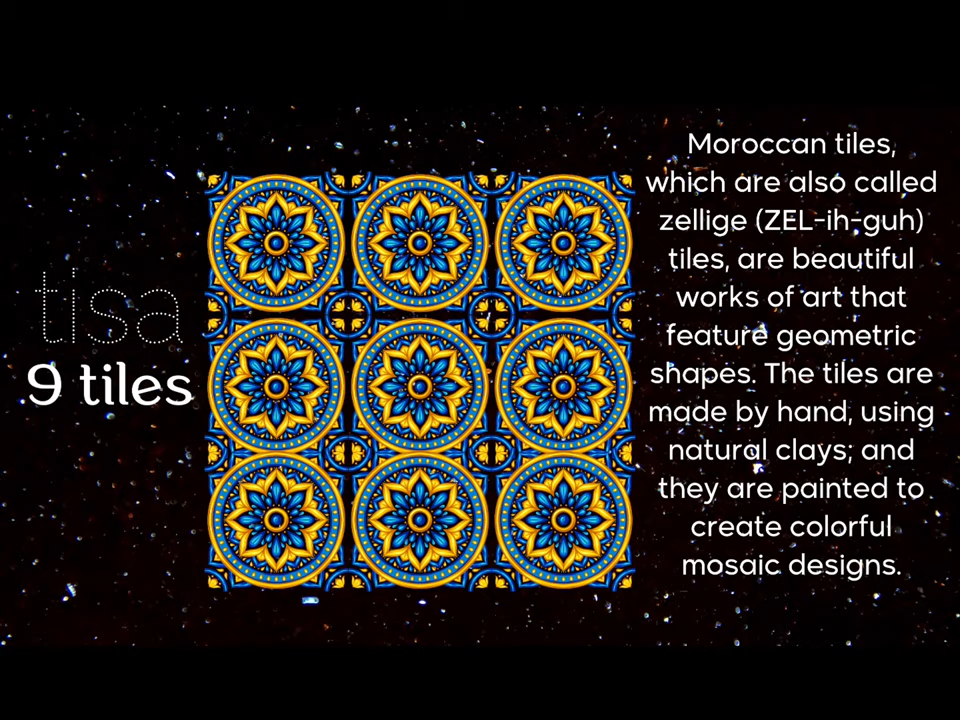 tisa
9 tiles
Moroccan tiles,
which are also called
zellige (ZEL-ih-guh)
tiles, are beautiful
works of art that
feature geometric
shapes. The tiles are
made by hand, using
natural clays; and
they are painted to
create colorful
mosaic designs.